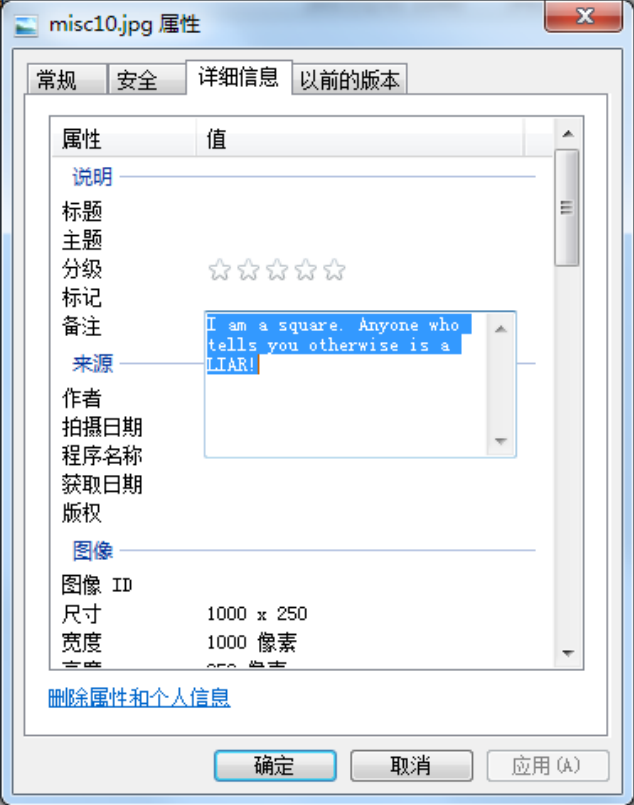 misc10.jpg 属性
常规 安全 详细信息 以前的版本
属性 值
说明
标题
主题
分级
标记
备注 I am a square. Anyone who
tells you otherwise is a
LIAR!
来源
作者
拍摄日期
程序名称
获取日期
版权
图像
图像 ID
尺寸 1000 x 250
宽度 1000 像素
删除属性和个人信息
确定 取消 应用(A)